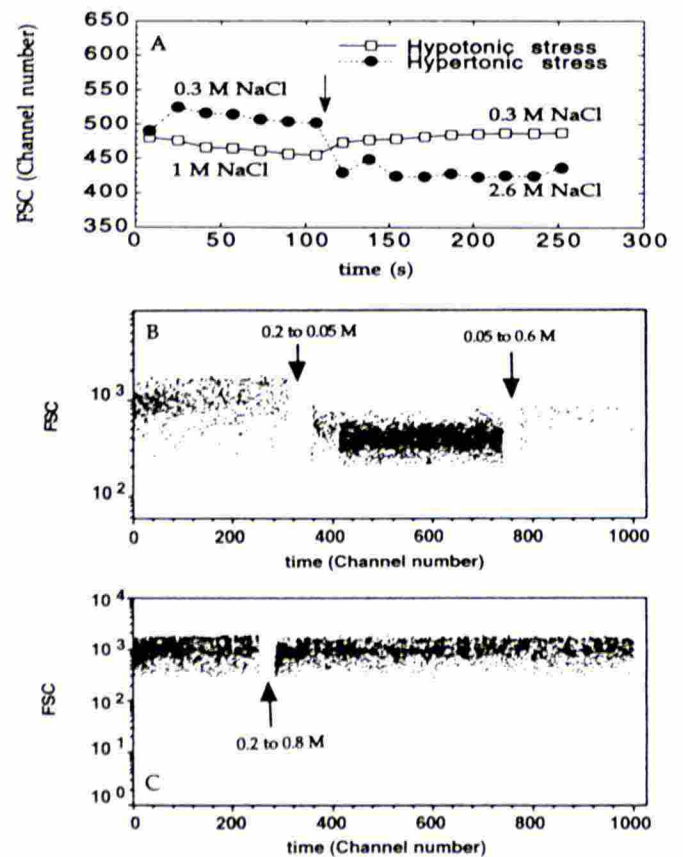 650
600
550
500
450
400
350
FSC (Channel number)
A
Hypotonic stress
Hypertonic stress
0.3 M NaCl
0.3 M NaCl
1 M NaCl
2.6 M NaCl
0 50 100 150 200 250 300
time (s)
B
0.2 to 0.05 M
0.05 to 0.6 M
10³
10²
FSC
0 200 400 600 800 1000
time (Channel number)
10⁴
10³
10²
10¹
10⁰
FSC
0.2 to 0.8 M
C
0 200 400 600 800 1000
time (Channel number)